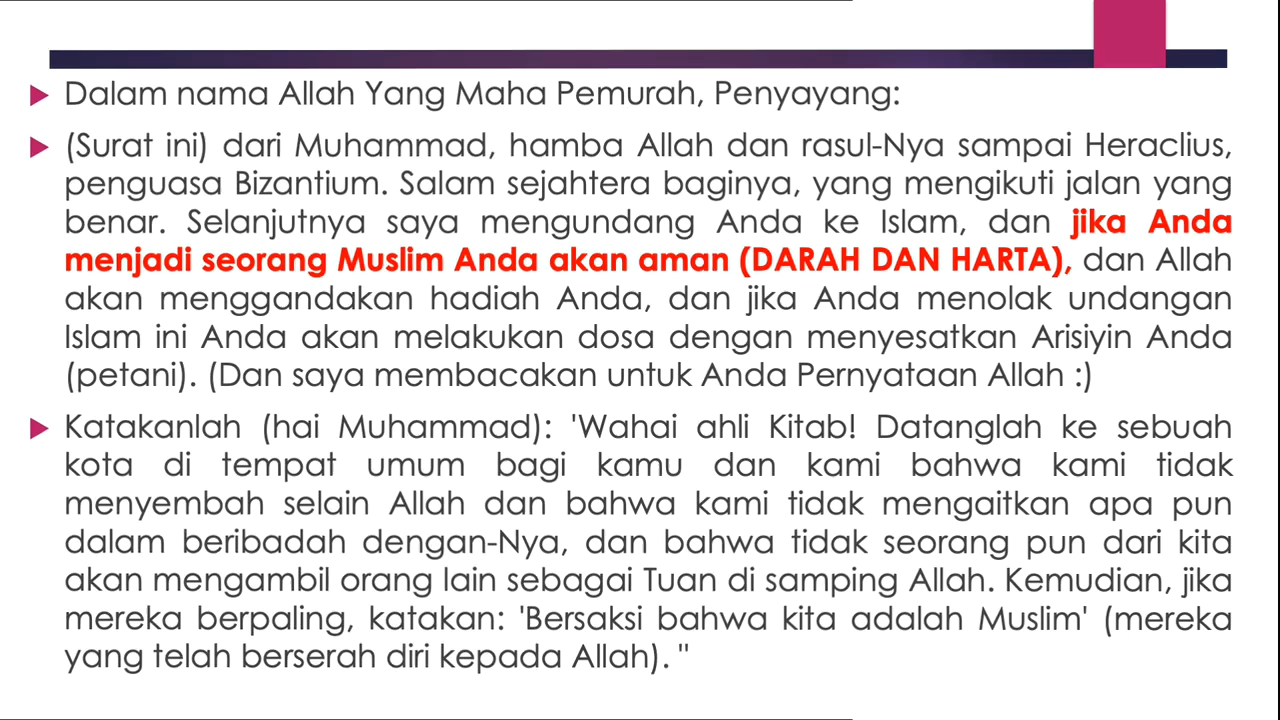 Dalam nama Allah Yang Maha Pemurah, Penyayang:
(Surat ini) dari Muhammad, hamba Allah dan rasul-Nya sampai Heraclius,
penguasa Bizantium. Salam sejahtera baginya, yang mengikuti jalan yang
benar. Selanjutnya saya mengundang Anda ke Islam, dan jika Anda
menjadi seorang Muslim Anda akan aman (DARAH DAN HARTA), dan Allah
akan menggandakan hadiah Anda, dan jika Anda menolak undangan
Islam ini Anda akan melakukan dosa dengan menyesatkan Arisiyin Anda
(petani). (Dan saya membacakan untuk Anda Pernyataan Allah :)
Katakanlah (hai Muhammad): 'Wahai ahli Kitab! Datanglah ke sebuah
kota di tempat umum bagi kamu dan kami bahwa kami tidak
menyembah selain Allah dan bahwa kami tidak mengaitkan apa pun
dalam beribadah dengan-Nya, dan bahwa tidak seorang pun dari kita
akan mengambil orang lain sebagai Tuan di samping Allah. Kemudian, jika
mereka berpaling, katakan: 'Bersaksi bahwa kita adalah Muslim' (mereka
yang telah berserah diri kepada Allah). "